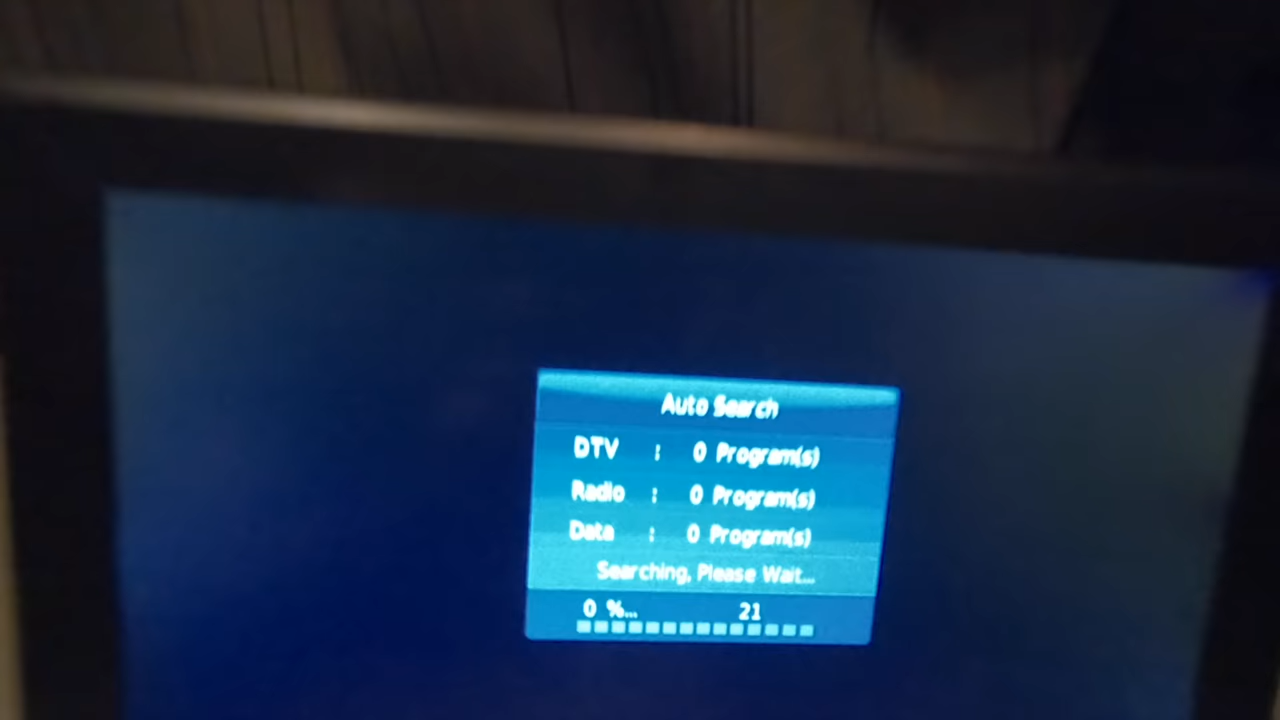 Auto Search
DTV : 0 Program(s)
Radio : 0 Program(s)
Data : 0 Program(s)
Searching, Please Wait...
0 %... 21